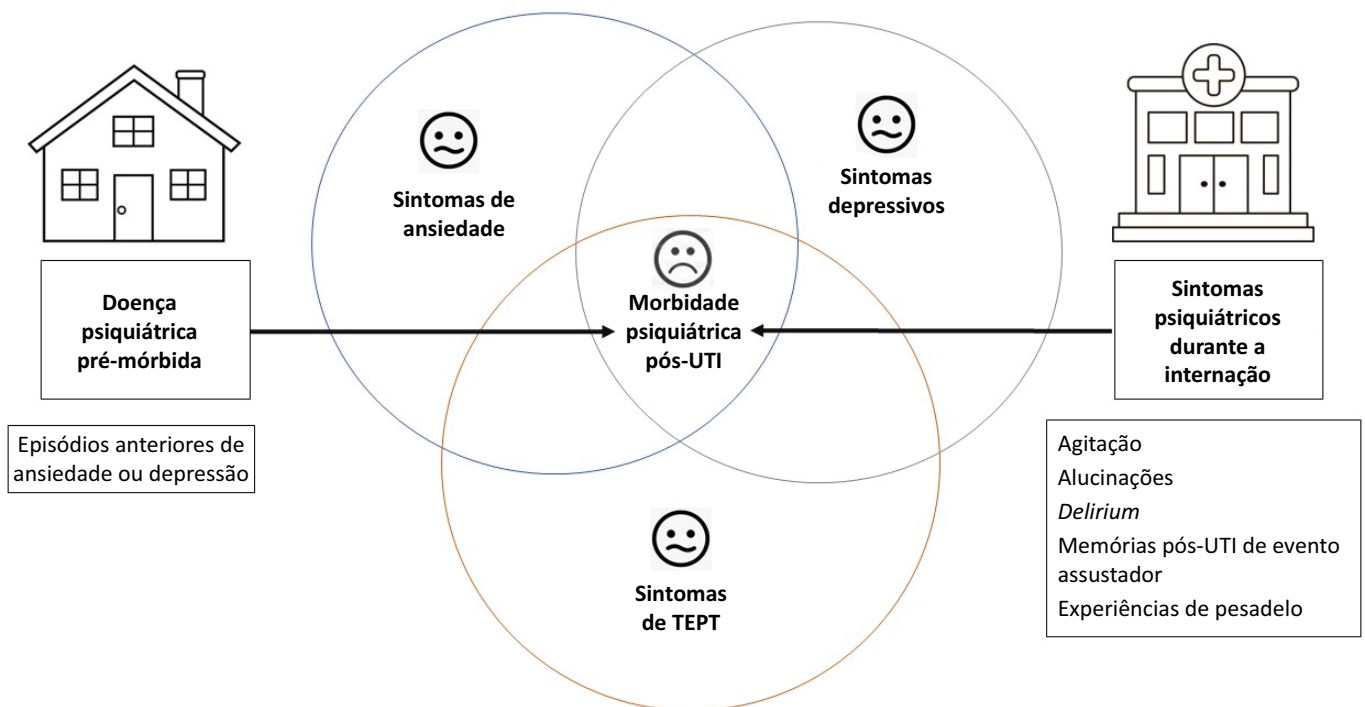 Sintomas de
ansiedade
Sintomas
depressivos
Doença
psiquiátrica
pré-mórbida
Morbidade
psiquiátrica
pós-UTI
Sintomas
psiquiátricos
durante a
internação
Episódios anteriores de
ansiedade ou depressão
Agitação
Alucinações
Delirium
Memórias pós-UTI de evento
assustador
Experiências de pesadelo
Sintomas
de TEPT